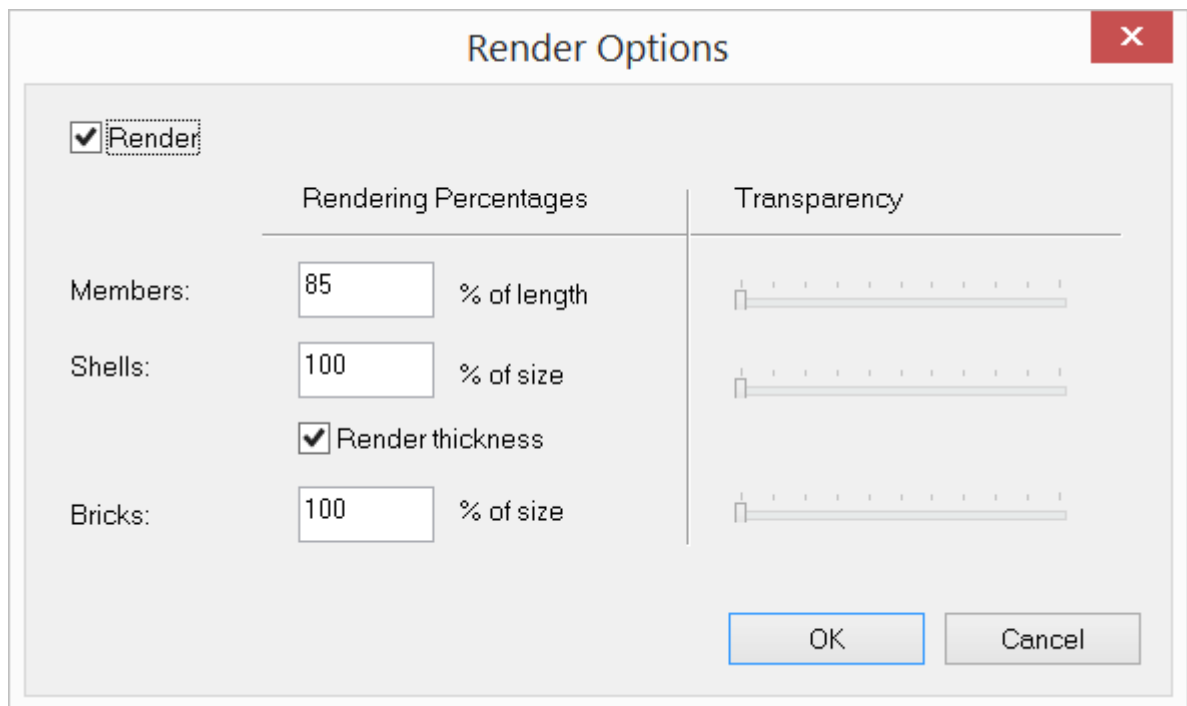 Render Options
Render
Rendering Percentages Transparency
Members: 85 % of length
Shells: 100 % of size
Render thickness
Bricks: 100 % of size
OK Cancel